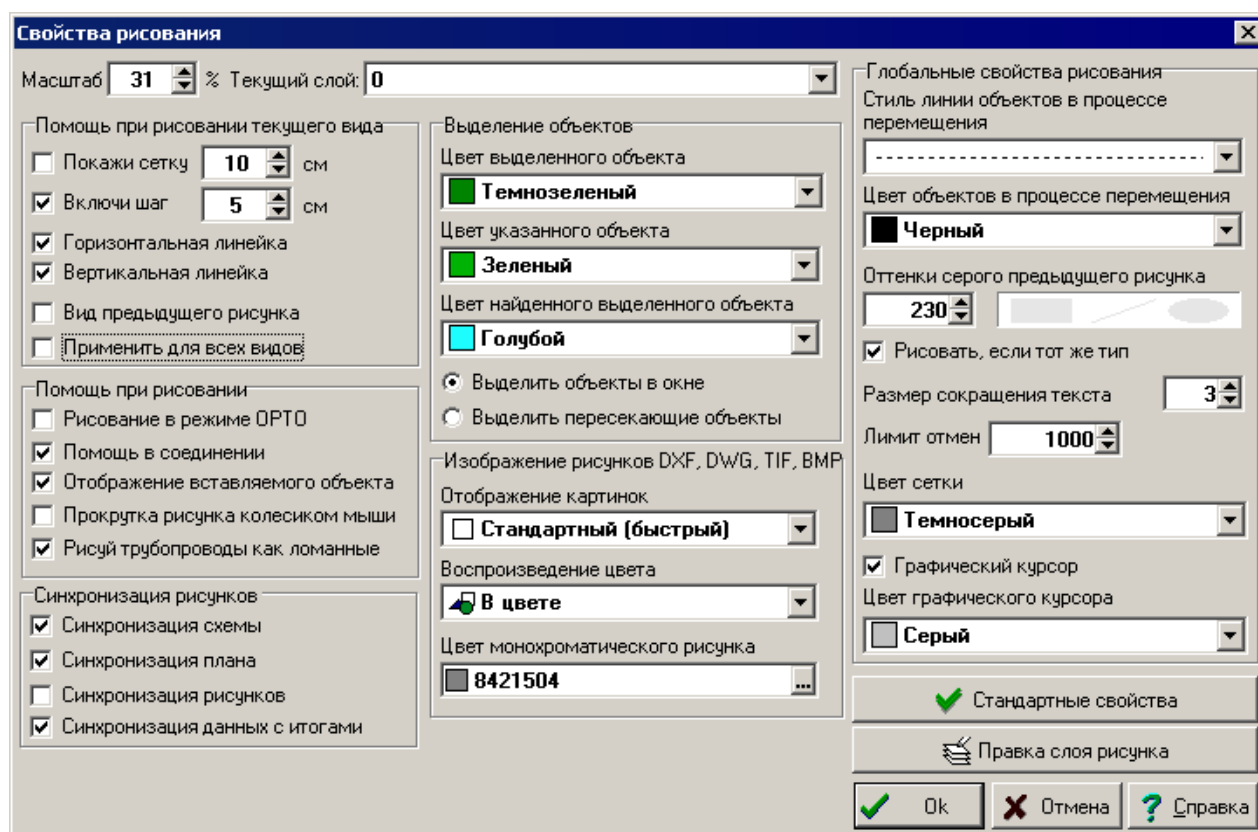 Свойства рисования
Масштаб 31 % Текущий слой: 0
Помощь при рисовании текущего вида
Покажи сетку 10 см
Включи шаг 5 см
Горизонтальная линейка
Вертикальная линейка
Вид предыдущего рисунка
Применить для всех видов
Помощь при рисовании
Рисование в режиме ОРТО
Помощь в соединении
Отображение вставляемого объекта
Прокрутка рисунка колесиком мыши
Рисуй трубопроводы как ломанные
Синхронизация рисунков
Синхронизация схемы
Синхронизация плана
Синхронизация рисунков
Синхронизация данных с итогами
Выделение объектов
Цвет выделенного объекта
Темнозеленый
Цвет указанного объекта
Зеленый
Цвет найденного выделенного объекта
Голубой
Выделить объекты в окне
Выделить пересекающие объекты
Изображение рисунков DXF, DWG, TIF, BMP
Отображение картинок
Стандартный (быстрый)
Воспроизведение цвета
В цвете
Цвет монохроматического рисунка
8421504
...
Глобальные свойства рисования
Стиль линии объектов в процессе
перемещения
Цвет объектов в процессе перемещения
Черный
Оттенки серого предыдущего рисунка
230
Рисовать, если тот же тип
Размер сокращения текста 3
Лимит отмен 1000
Цвет сетки
Темносерый
Графический курсор
Цвет графического курсора
Серый
Стандартные свойства
Правка слоя рисунка
Ok Отмена Справка